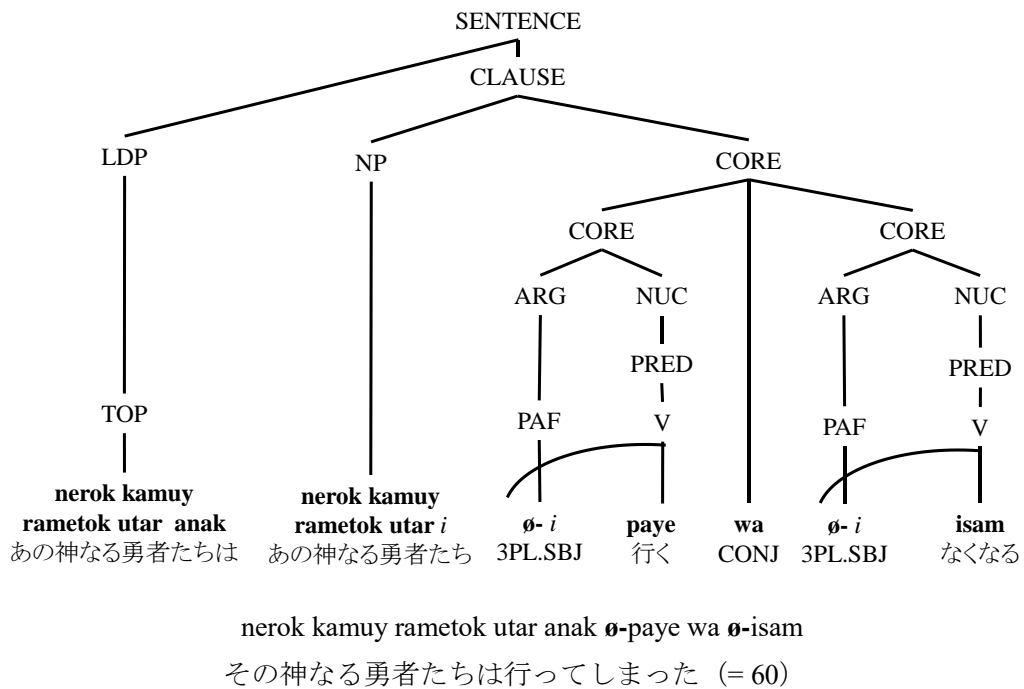 SENTENCE
CLAUSE
LDP NP CORE
CORE CORE
ARG NUC ARG NUC
PRED PRED
TOP PAF V PAF V
nerok kamuy nerok kamuy
rametok utar anak rametok utar i ø- i paye wa ø- i isam
あの神なる勇者たちは あの神なる勇者たち 3PL.SBJ 行く CONJ 3PL.SBJ なくなる
nerok kamuy rametok utar anak ø-paye wa ø-isam
その神なる勇者たちは行ってしまった (= 60)